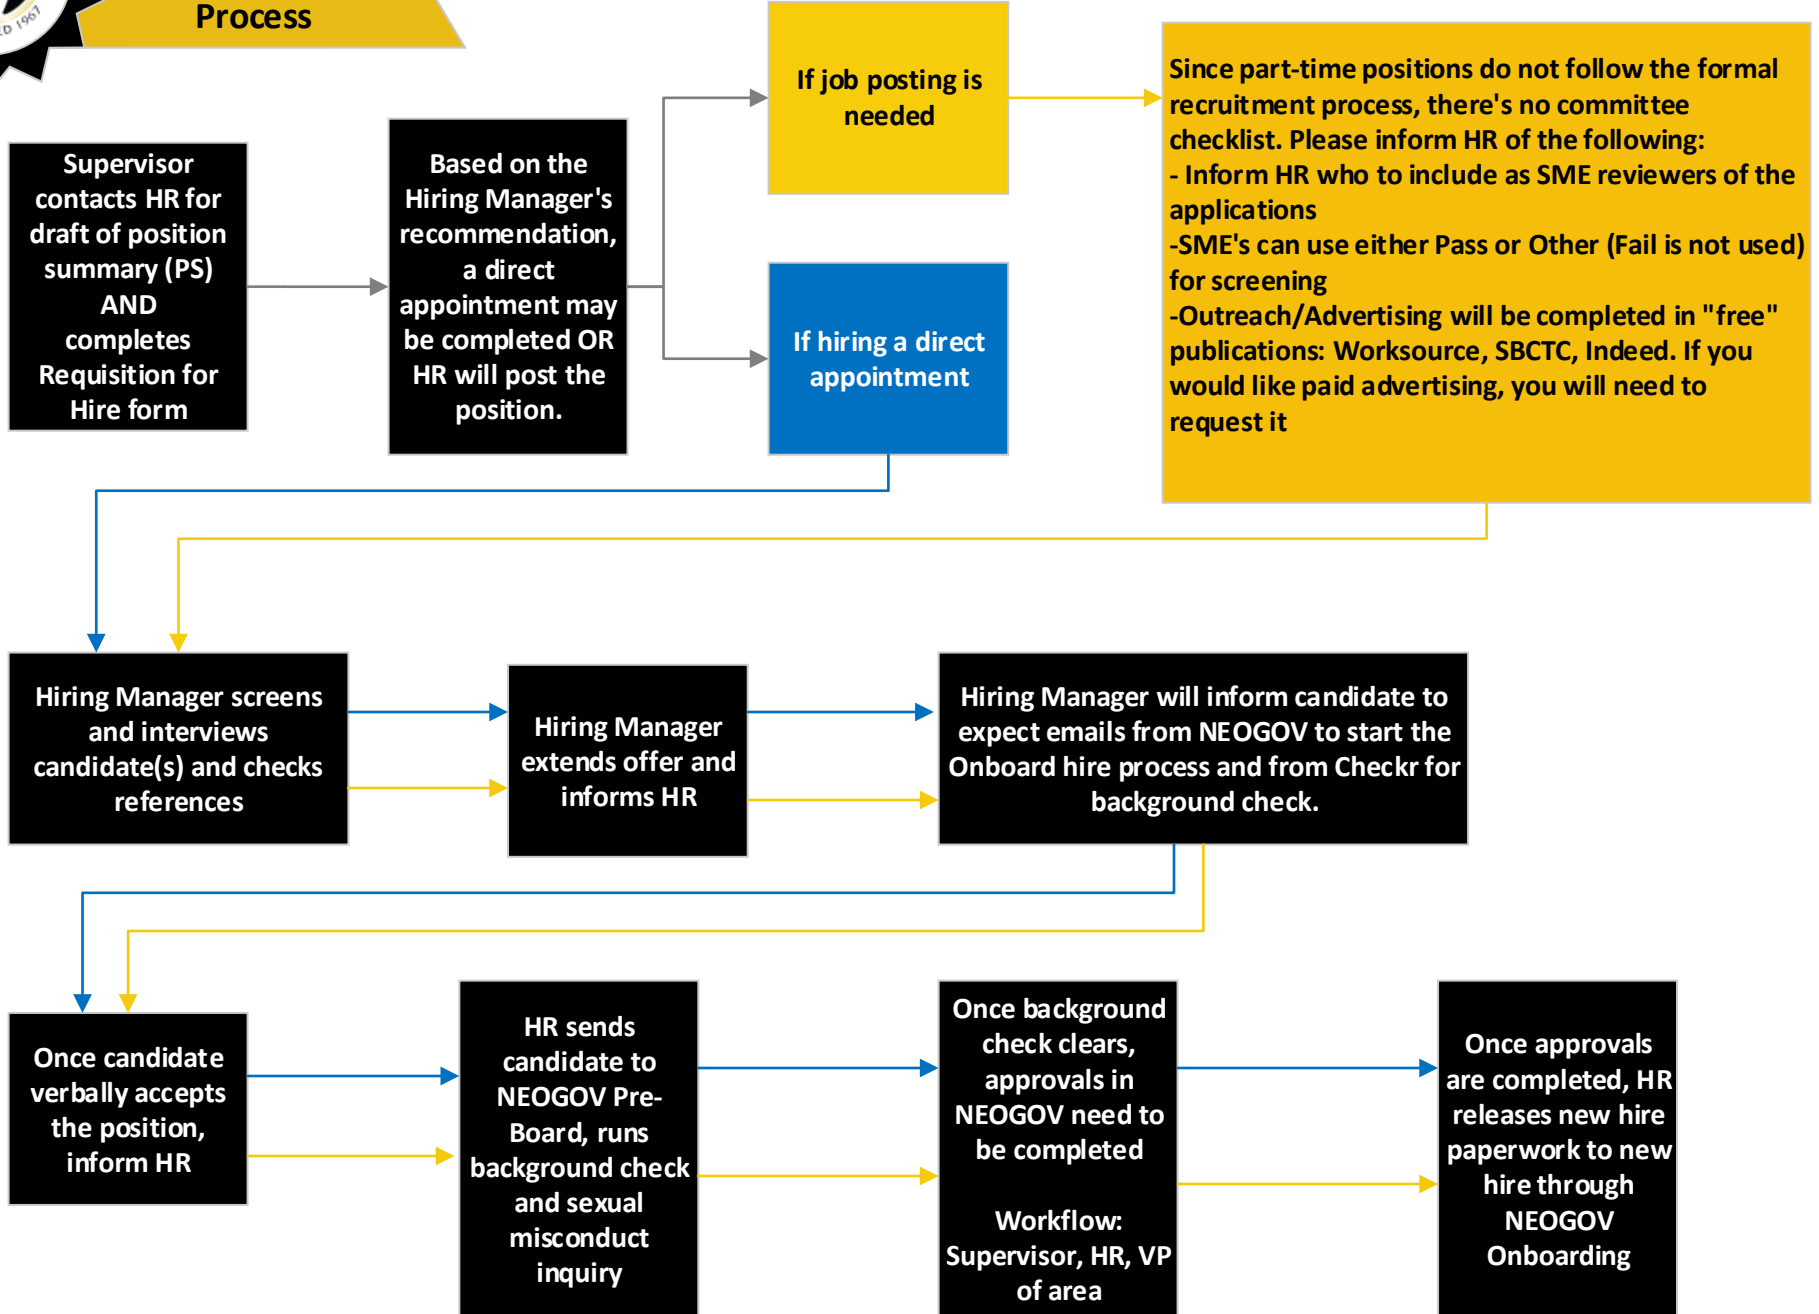 1967
Process
If job posting is
needed
Since part-time positions do not follow the formal
recruitment process, there's no committee
checklist. Please inform HR of the following:
- Inform HR who to include as SME reviewers of the
applications
-SME's can use either Pass or Other (Fail is not used)
for screening
-Outreach/Advertising will be completed in "free"
publications: Worksource, SBCTC, Indeed. If you
would like paid advertising, you will need to
request it
Supervisor
contacts HR for
draft of position
summary (PS)
AND
completes
Requisition for
Hire form
Based on the
Hiring Manager's
recommendation,
a direct
appointment may
be completed OR
HR will post the
position.
If hiring a direct
appointment
Hiring Manager screens
and interviews
candidate(s) and checks
references
Hiring Manager
extends offer and
informs HR
Hiring Manager will inform candidate to
expect emails from NEOGOV to start the
Onboard hire process and from Checkr for
background check.
Once candidate
verbally accepts
the position,
inform HR
HR sends
candidate to
NEOGOV Pre-
Board, runs
background check
and sexual
misconduct
inquiry
Once background
check clears,
approvals in
NEOGOV need to
be completed
Workflow:
Supervisor, HR, VP
of area
Once approvals
are completed, HR
releases new hire
paperwork to new
hire through
NEOGOV
Onboarding